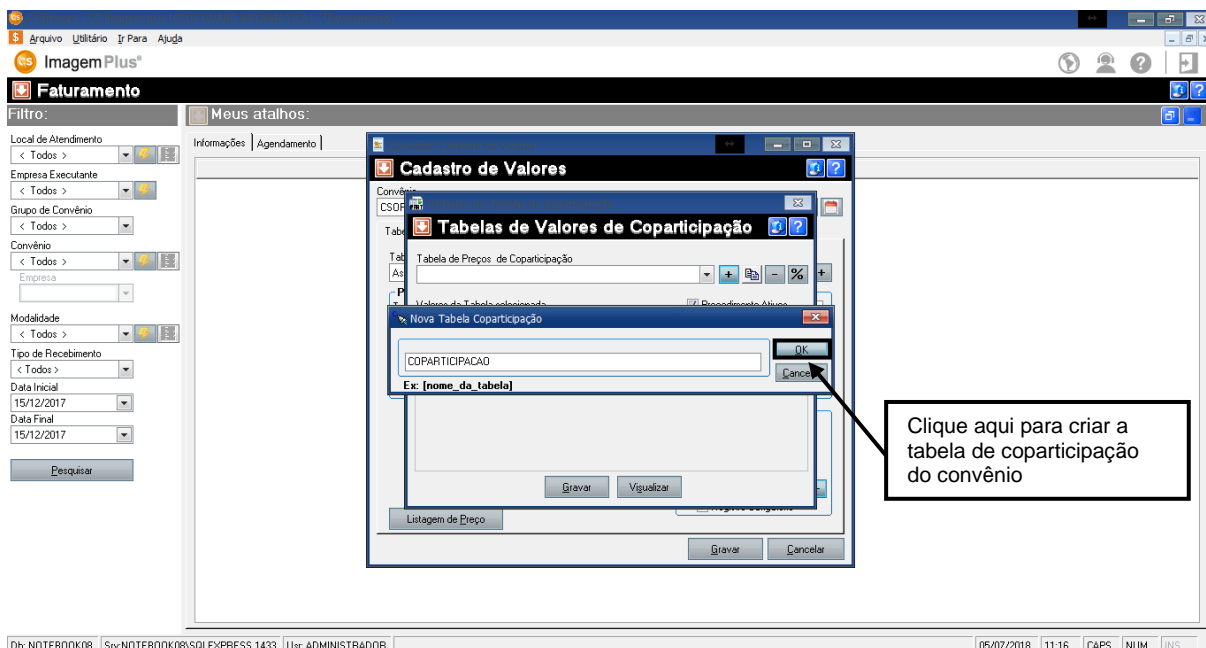 Arquivo Utilitário Ir Para Ajuda
ImagemPlus®
Faturamento
Filtro:
Meus atalhos:
Local de Atendimento
< Todos >
Empresa Executante
< Todos >
Grupo de Convênio
< Todos >
Convênio
< Todos >
Empresa
Modalidade
< Todos >
Tipo de Recebimento
< Todos >
Data Inicial
15/12/2017
Data Final
15/12/2017
Pesquisar
Informações Agendamento
Cadastro de Valores
Tabelas de Valores de Coparticipação
Tabela de Preços de Coparticipação
Valores da Tabela selecionada
Procedimento Ativos
Nova Tabela Coparticipação
COPARTICIPACAO
OK
Cancelar
Ex: [nome_da_tabela]
Gravar Visualizar
Listagem de Preço
Gravar Cancelar
Clique aqui para criar a
tabela de coparticipação
do convênio
Db: NOTEBOOK08 Srv:NOTEBOOK08\SQLEXPRESS,1433 Usr: ADMINISTRADOR 05/07/2018 11:16 CAPS NUM INS